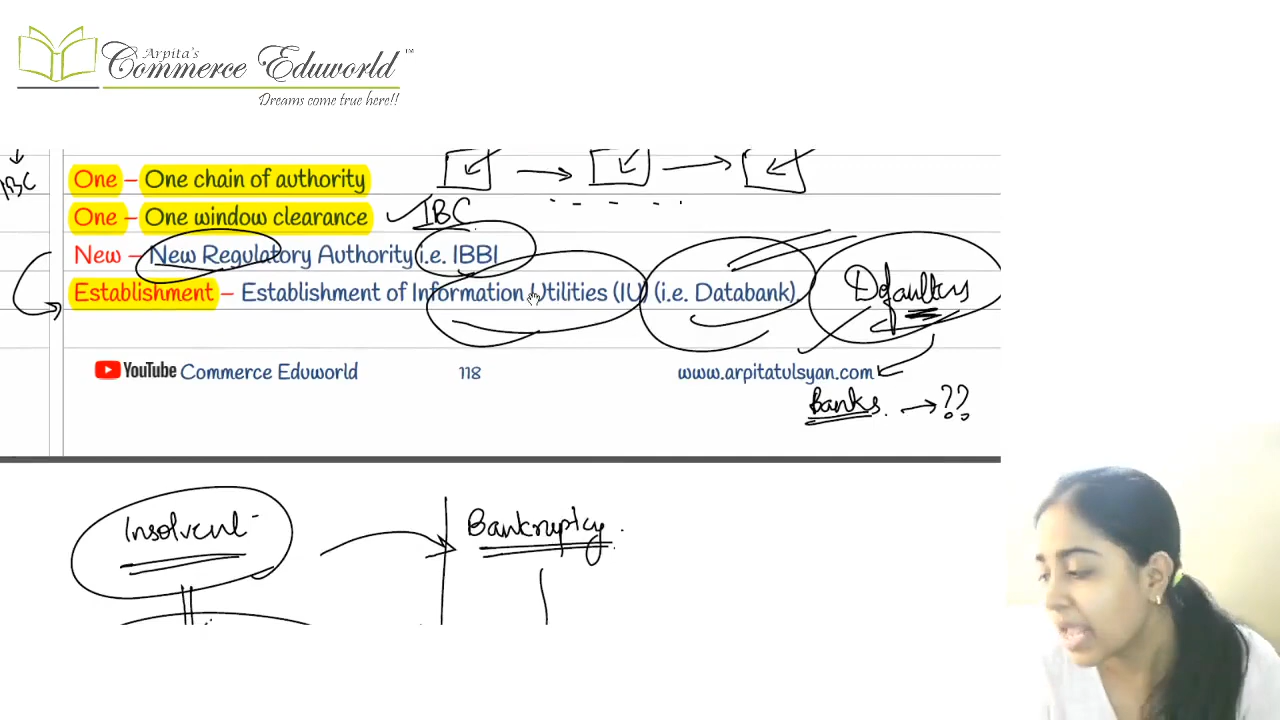 Arpita's
Commerce Eduworld™
Dreams come true here!!
IBC
One – One chain of authority
One – One window clearance
IBC
New – New Regulatory Authority i.e. IBBI
Establishment – Establishment of Information Utilities (IU) (i.e. Databank)
Defaulters
YouTube Commerce Eduworld
118
www.arpitatulsyan.com
Banks. → ??
Insolvent
Bankruptcy.